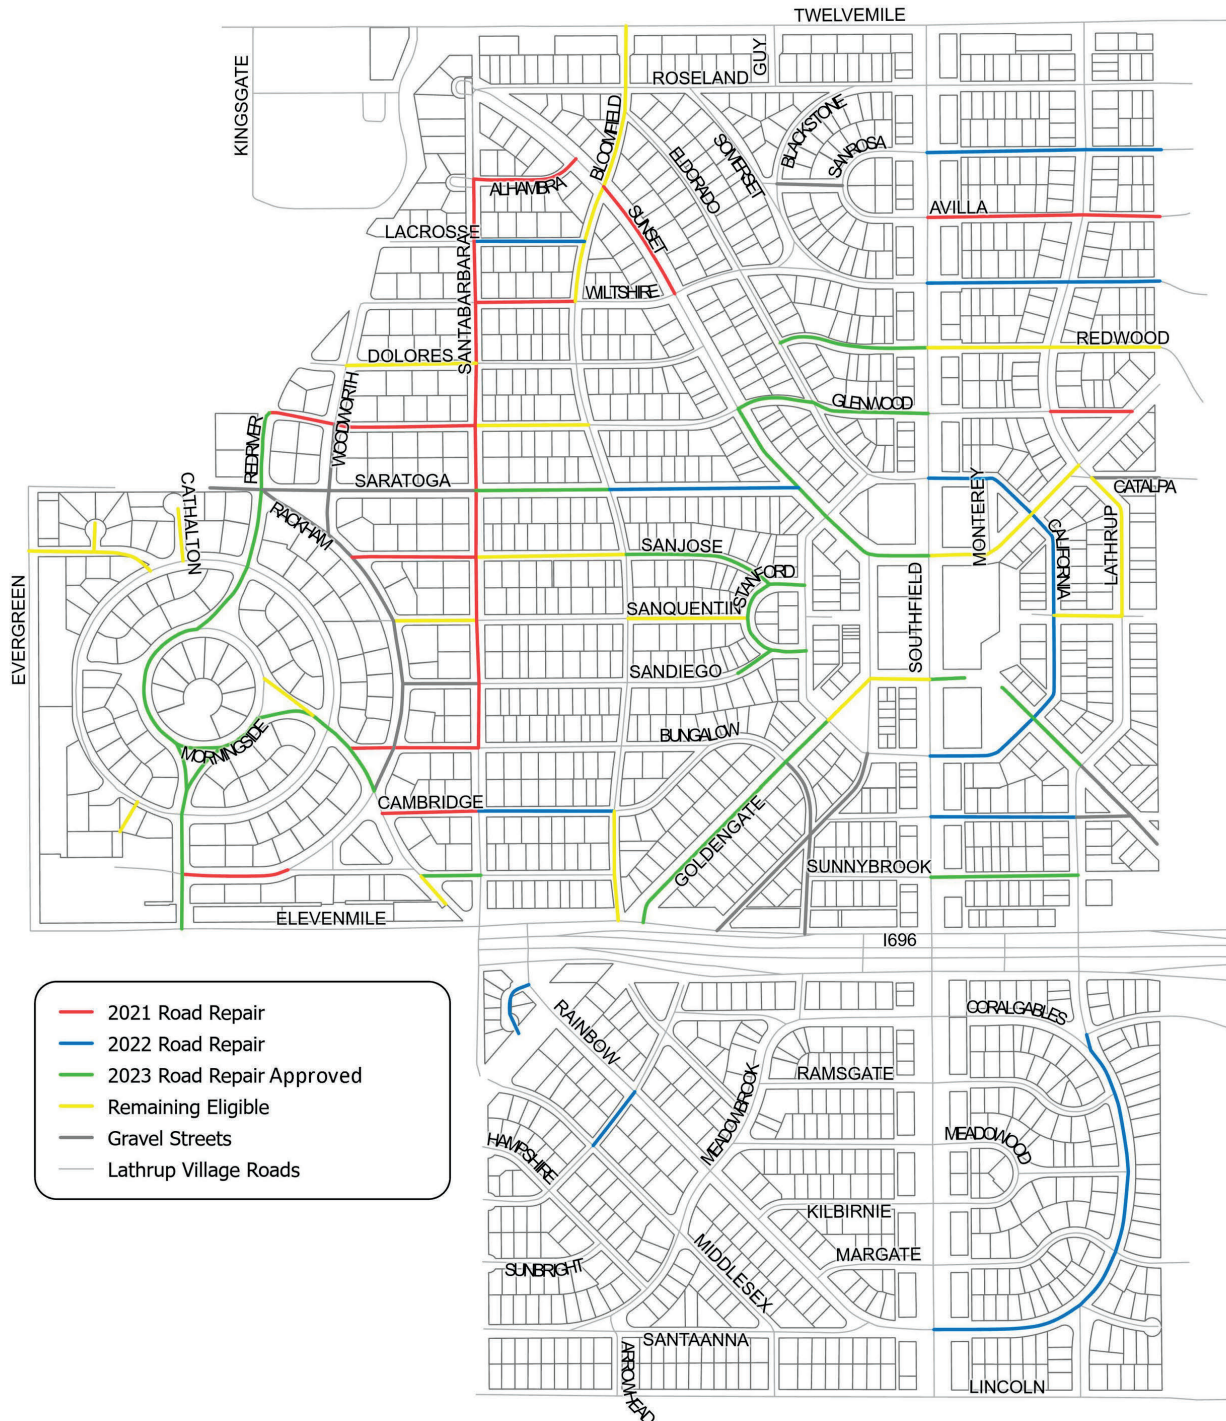 TWELVEMILE
KINGSGATE
GUY
ROSELAND
BLOOMFIELD
BLACKSTONE
SANROSA
SOMERSET
ELDORADO
ALHAMBRA
AVILLA
SUNSET
LACROSSE
SANTABARBARA
WILTSHIRE
REDWOOD
DOLORES
WOODWORTH
GLENWOOD
REDRIVER
SARATOGA
CATHALTON
RACKHAM
MONTEREY
CATALPA
CALIFORNIA
LATHRUP
SANJOSE
STANFORD
EVERGREEN
SANQUENTIN
SOUTHFIELD
SANDIEGO
MORNINGSIDE
BUNGALOW
CAMBRIDGE
GOLDENGATE
SUNNYBROOK
ELEVENMILE
I696
2021 Road Repair
2022 Road Repair
2023 Road Repair Approved
Remaining Eligible
Gravel Streets
Lathrup Village Roads
RAINBOW
CORALGABLES
RAMSGATE
MEADOWBROOK
MEADOWOOD
HAMPSHIRE
KILBIRNIE
MARGATE
SUNBRIGHT
MIDDLESEX
SANTAANNA
ARROWHEAD
LINCOLN